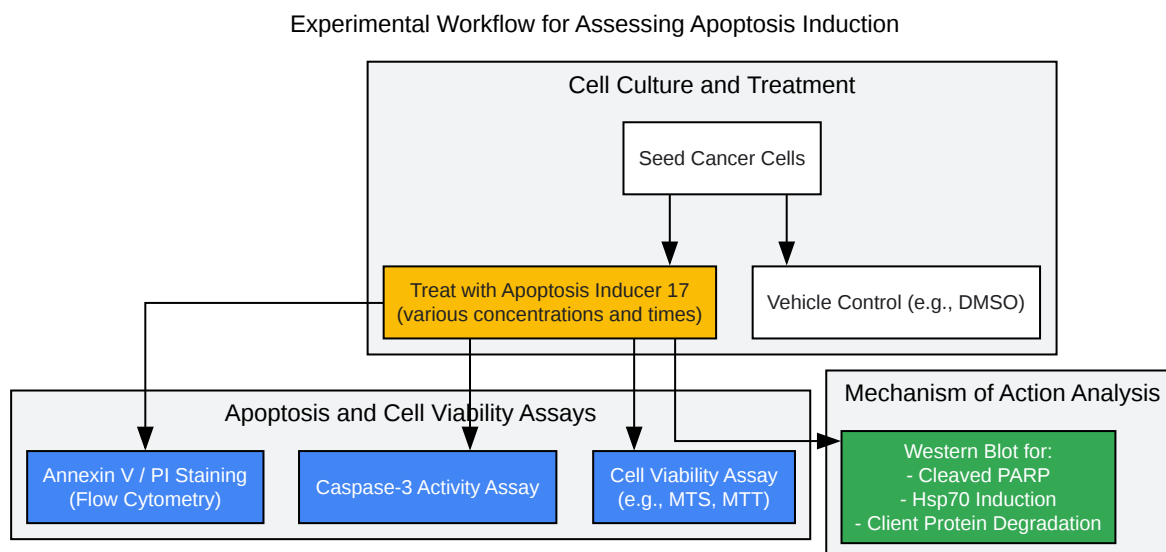 Experimental Workflow for Assessing Apoptosis Induction
Cell Culture and Treatment
Seed Cancer Cells
Treat with Apoptosis Inducer 17
(various concentrations and times)
Vehicle Control (e.g., DMSO)
Apoptosis and Cell Viability Assays
Annexin V / PI Staining
(Flow Cytometry)
Caspase-3 Activity Assay
Cell Viability Assay
(e.g., MTS, MTT)
Mechanism of Action Analysis
Western Blot for:
- Cleaved PARP
- Hsp70 Induction
- Client Protein Degradation